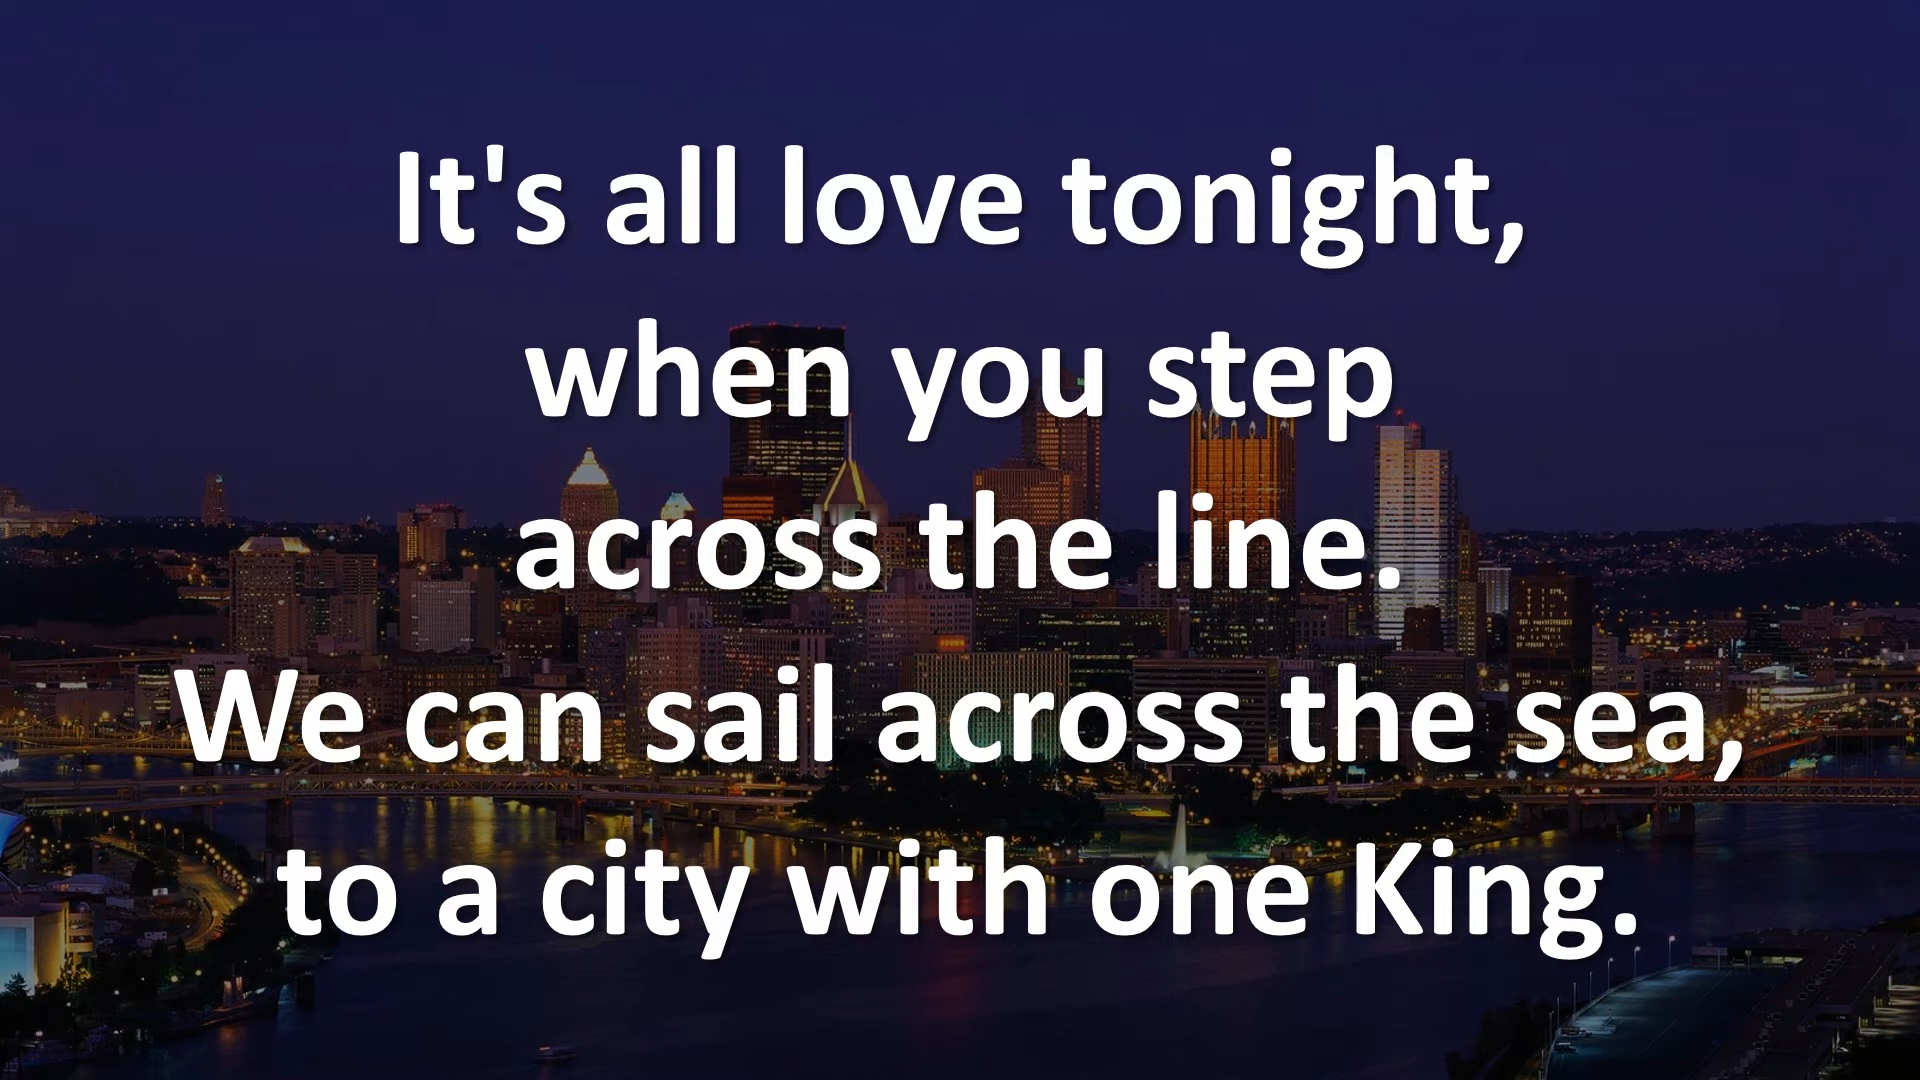 It's all love tonight,
when you step
across the line.
We can sail across the sea,
to a city with one King.